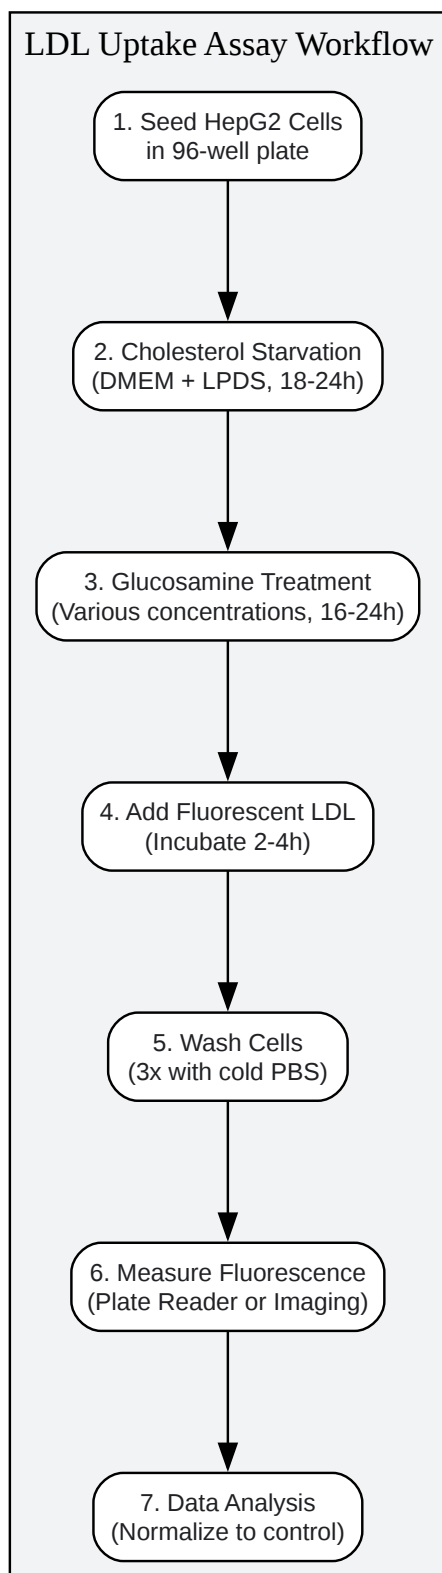 LDL Uptake Assay Workflow
1. Seed HepG2 Cells
in 96-well plate
2. Cholesterol Starvation
(DMEM + LPDS, 18-24h)
3. Glucosamine Treatment
(Various concentrations, 16-24h)
4. Add Fluorescent LDL
(Incubate 2-4h)
5. Wash Cells
(3x with cold PBS)
6. Measure Fluorescence
(Plate Reader or Imaging)
7. Data Analysis
(Normalize to control)